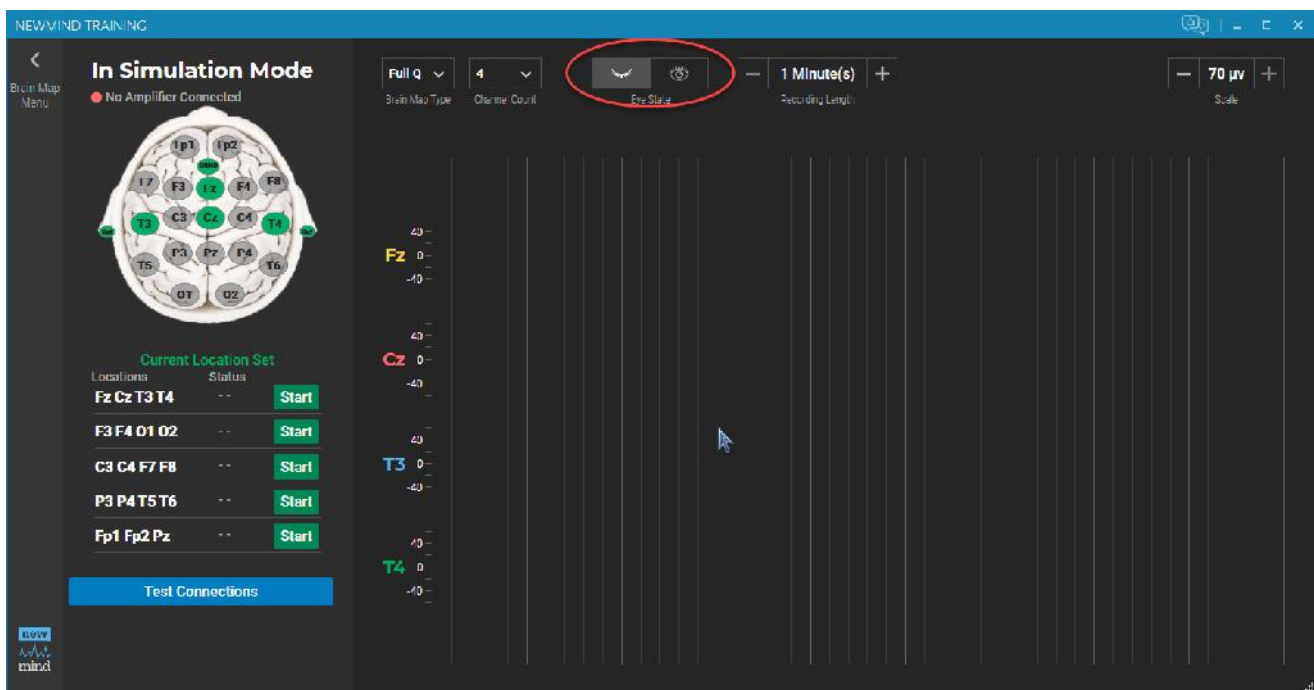 NEWMIND TRAINING
Brain Map
Menu
In Simulation Mode
No Amplifier Connected
Full Q
4
1 Minute(s)
70 μv
Brain Map Type
Channel Count
Eye State
Recording Length
Scale
Fp1 Fp2
F7 F3 Fz F4 F8
T3 C3 Cz C4 T4
T5 P3 Pz P4 T6
O1 O2
Current Location Set
Locations Status
Fz Cz T3 T4 -- Start
F3 F4 O1 O2 -- Start
C3 C4 F7 F8 -- Start
P3 P4 T5 T6 -- Start
Fp1 Fp2 Pz -- Start
Test Connections
40
Fz 0
-40
40
Cz 0
-40
40
T3 0
-40
40
T4 0
-40
new
mind